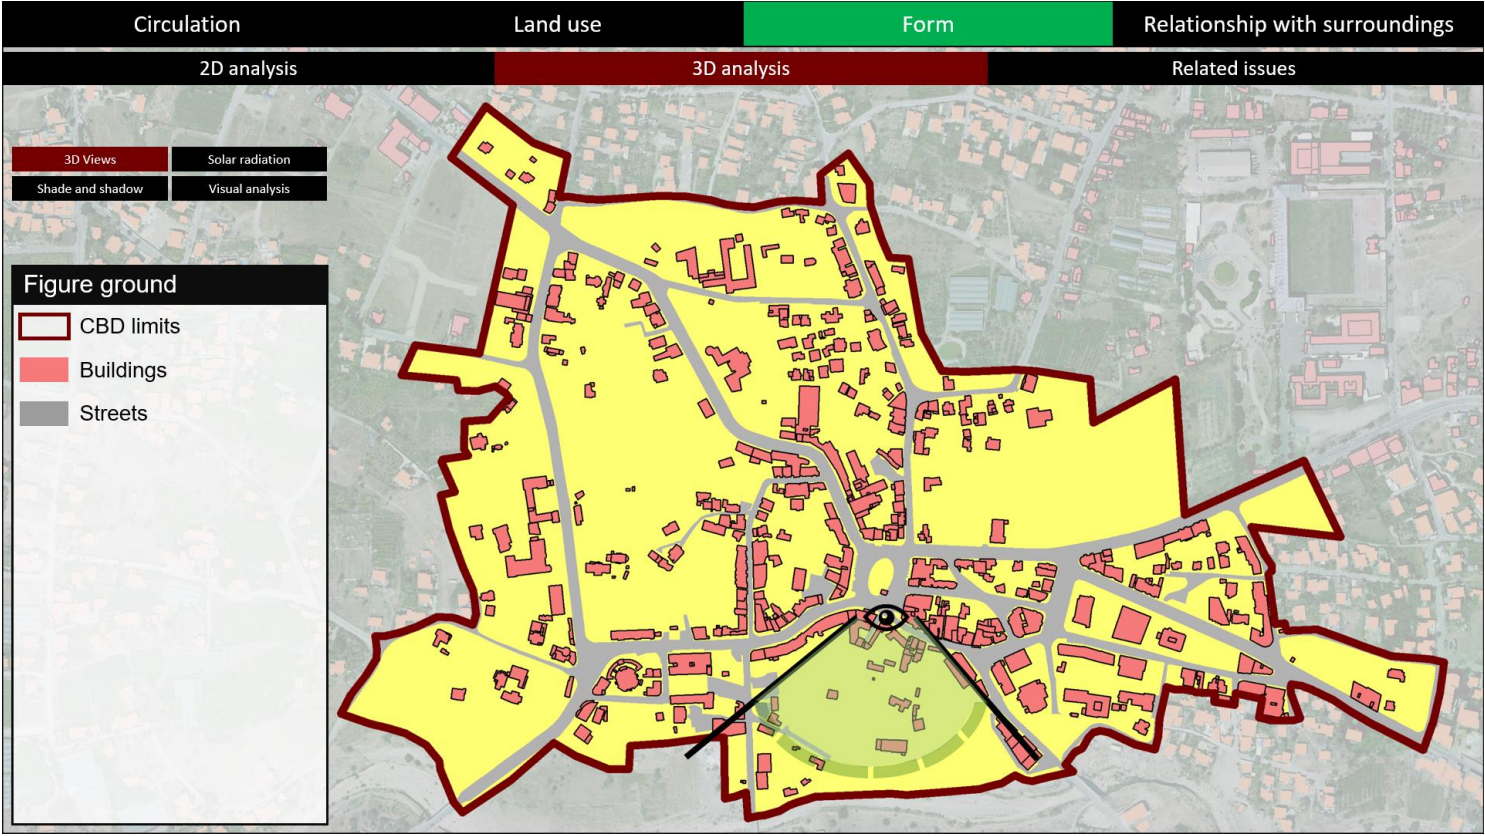 Circulation
Land use
Form
Relationship with surroundings
2D analysis
3D analysis
Related issues
3D Views
Solar radiation
Shade and shadow
Visual analysis
Figure ground
CBD limits
Buildings
Streets